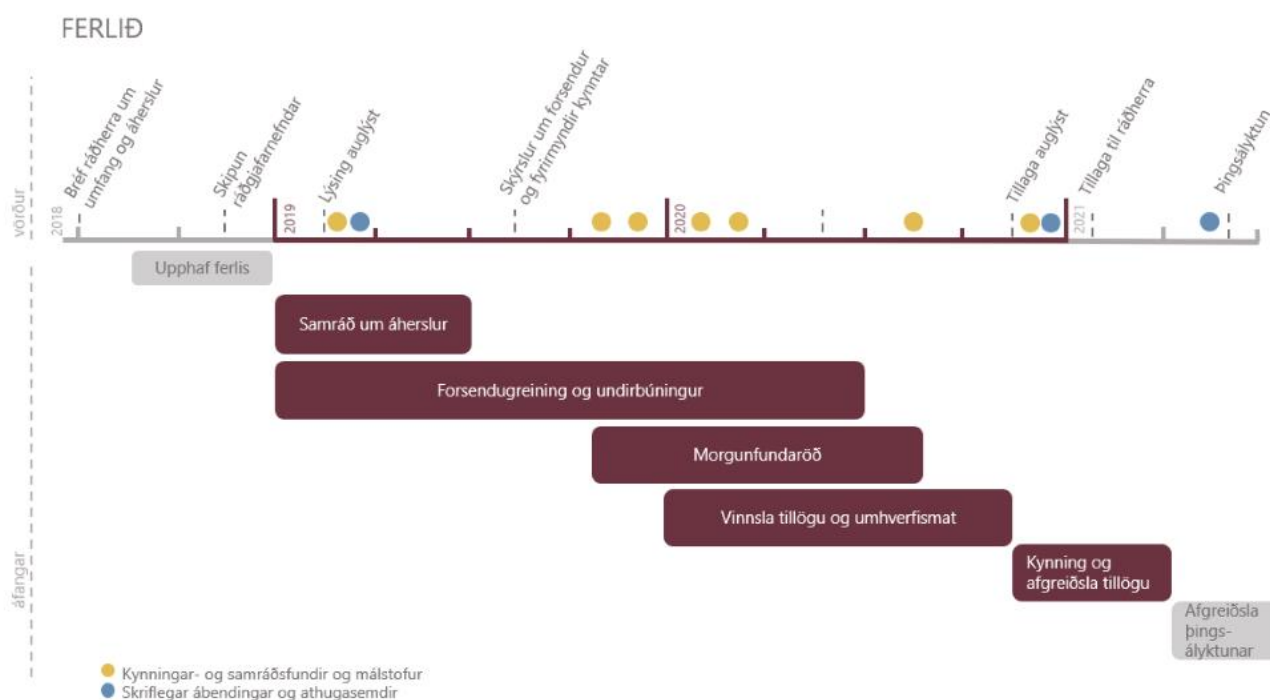 FERLIÐ
vörður
Bréf ráðherra um
umfang og áherslur
Skipun
ráðgjafarnefndar
Lýsing auglýst
Skýrslur um forsendur
og fyrirmyndir kynntar
Tillaga auglýst
Tillaga til ráðherra
Þingsályktun
2018
2019
2020
2021
áfangar
Upphaf ferlis
Samráð um áherslur
Forsendugreining og undirbúningur
Morgunfundaröð
Vinnsla tillögu og umhverfismat
Kynning og
afgreiðsla tillögu
Afgreiðsla
þings-
ályktunar
Kynningar- og samráðsfundir og málstofur
Skriflegar ábendingar og athugasemdir